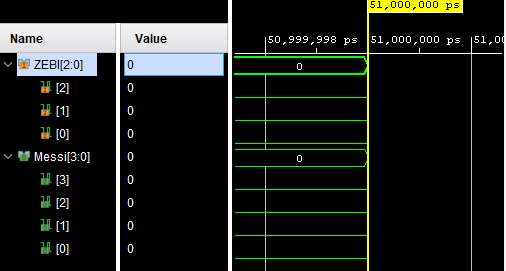 51,000,000 ps
Name Value
50,999,998 ps 51,000,000 ps 51,00
ZEBI[2:0] 0 0
[2] 0
[1] 0
[0] 0
Messi[3:0] 0 0
[3] 0
[2] 0
[1] 0
[0] 0